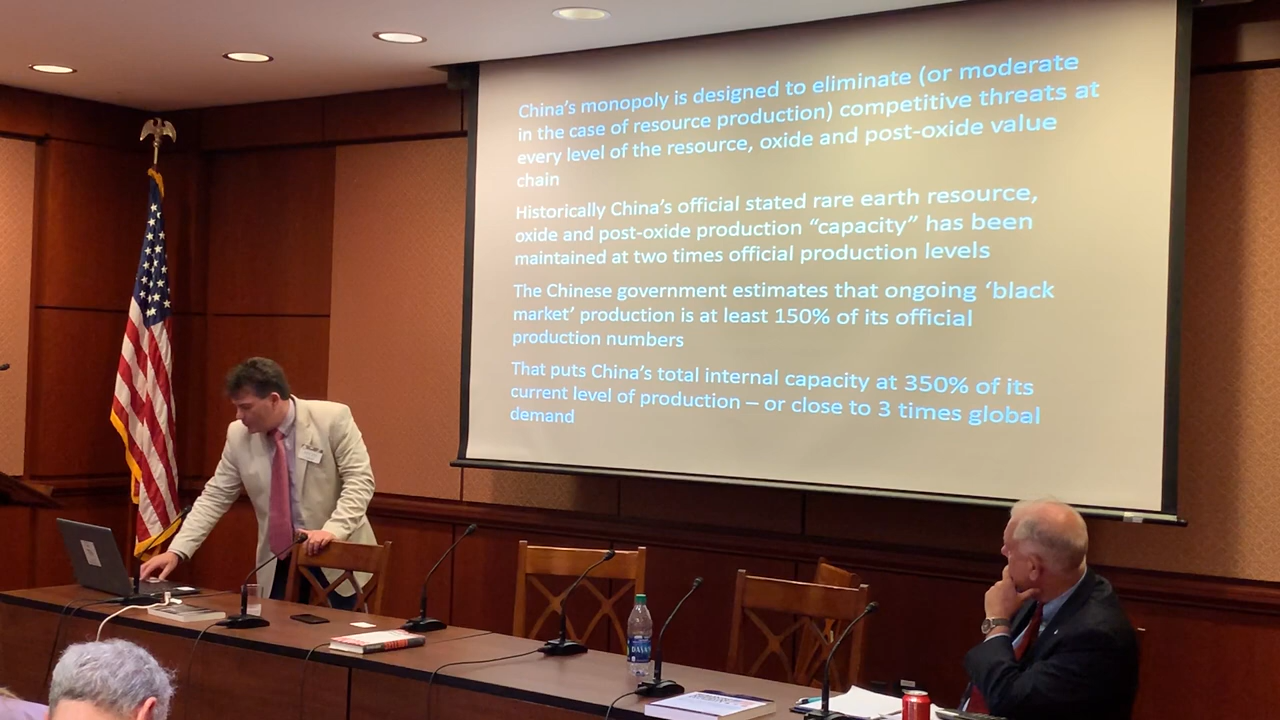 China's monopoly is designed to eliminate (or moderate
in the case of resource production) competitive threats at
every level of the resource, oxide and post-oxide value
chain
Historically China's official stated rare earth resource,
oxide and post-oxide production “capacity” has been
maintained at two times official production levels
The Chinese government estimates that ongoing ‘black
market’ production is at least 150% of its official
production numbers
That puts China's total internal capacity at 350% of its
current level of production – or close to 3 times global
demand